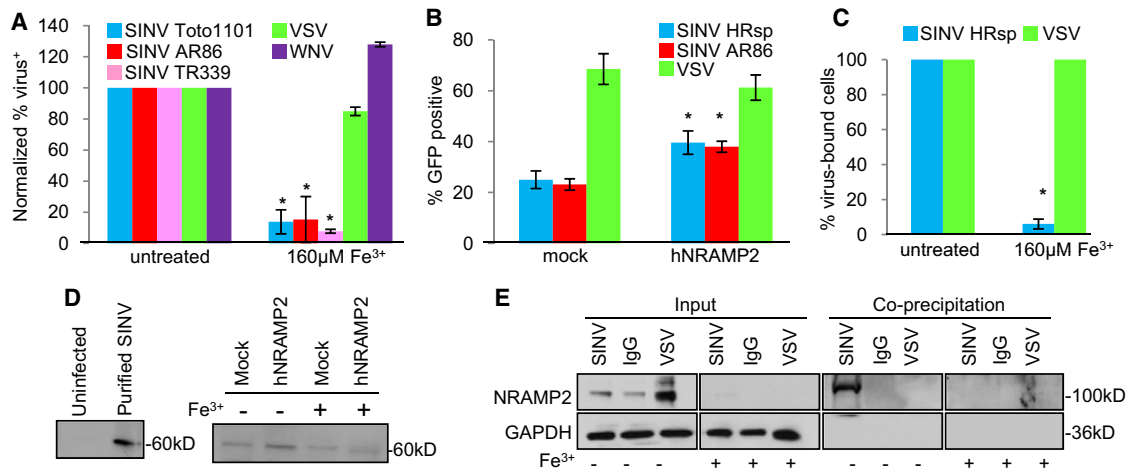 A
SINV Toto1101
VSV
SINV AR86
WNV
SINV TR339
Normalized % virus+
140
120
100
80
60
40
20
0
* * *
untreated
160µM Fe3+
B
SINV HRsp
SINV AR86
VSV
% GFP positive
80
60
40
20
0
* *
mock
hNRAMP2
C
SINV HRsp
VSV
% virus-bound cells
100
80
60
40
20
0
*
untreated
160µM Fe3+
D
Uninfected
Purified SINV
-60kD
Mock
hNRAMP2
Mock
hNRAMP2
Fe3+ - - + +
-60kD
E
Input
Co-precipitation
SINV IgG VSV SINV IgG VSV SINV IgG VSV SINV IgG VSV
NRAMP2
-100kD
GAPDH
-36kD
Fe3+ - - - + + + - - - + + +